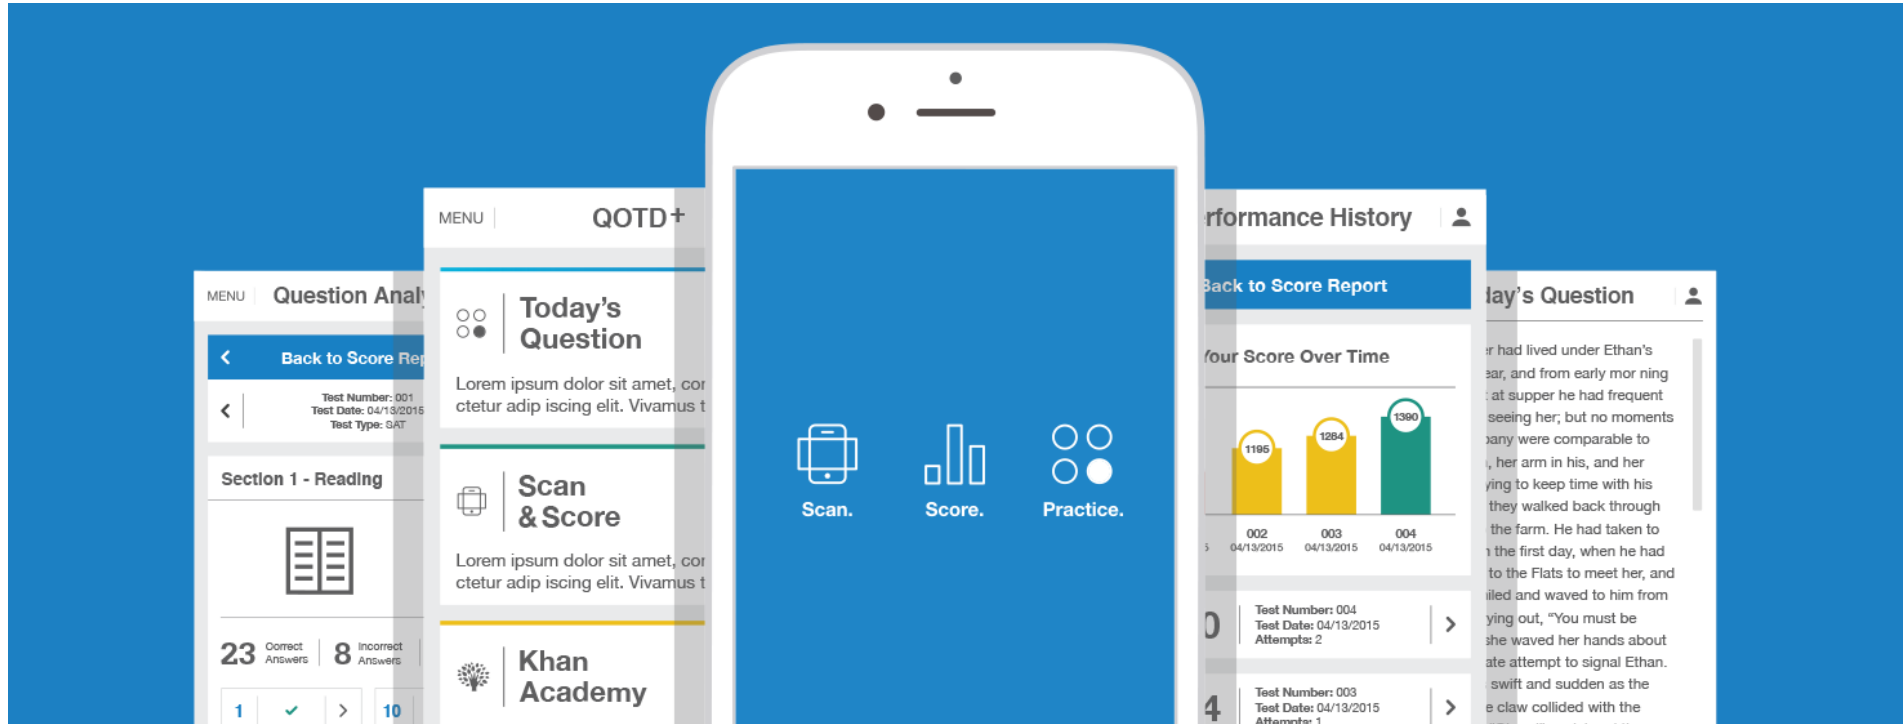 MENU
Question Analy
Back to Score Rep
Test Number: 001
Test Date: 04/13/2015
Test Type: SAT
Section 1 - Reading
23 Correct Answers
8 Incorrect Answers
1
10
MENU
QOTD+
Today's
Question
Lorem ipsum dolor sit amet, con
ctetur adip iscing elit. Vivamus t
Scan
& Score
Lorem ipsum dolor sit amet, con
ctetur adip iscing elit. Vivamus t
Khan
Academy
Scan.
Score.
Practice.
rformance History
Back to Score Report
Your Score Over Time
1195
1284
1390
002
04/13/2015
003
04/13/2015
004
04/13/2015
0
Test Number: 004
Test Date: 04/13/2015
Attempts: 2
4
Test Number: 003
Test Date: 04/13/2015
Attempts: 1
day's Question
er had lived under Ethan's
ear, and from early mor ning
at supper he had frequent
seeing her; but no moments
pany were comparable to
, her arm in his, and her
ying to keep time with his
they walked back through
the farm. He had taken to
the first day, when he had
to the Flats to meet her, and
iled and waved to him from
ying out, "You must be
she waved her hands about
ate attempt to signal Ethan.
swift and sudden as the
e claw collided with the